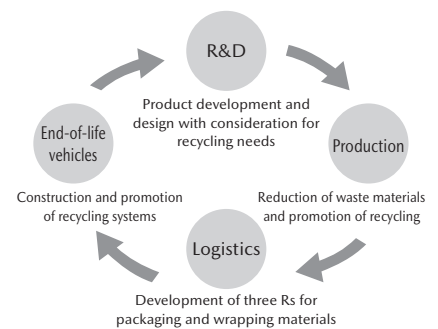 R&D
Product development and
design with consideration for
recycling needs
Production
Reduction of waste materials
and promotion of recycling
Logistics
Development of three Rs for
packaging and wrapping materials
End-of-life
vehicles
Construction and promotion
of recycling systems